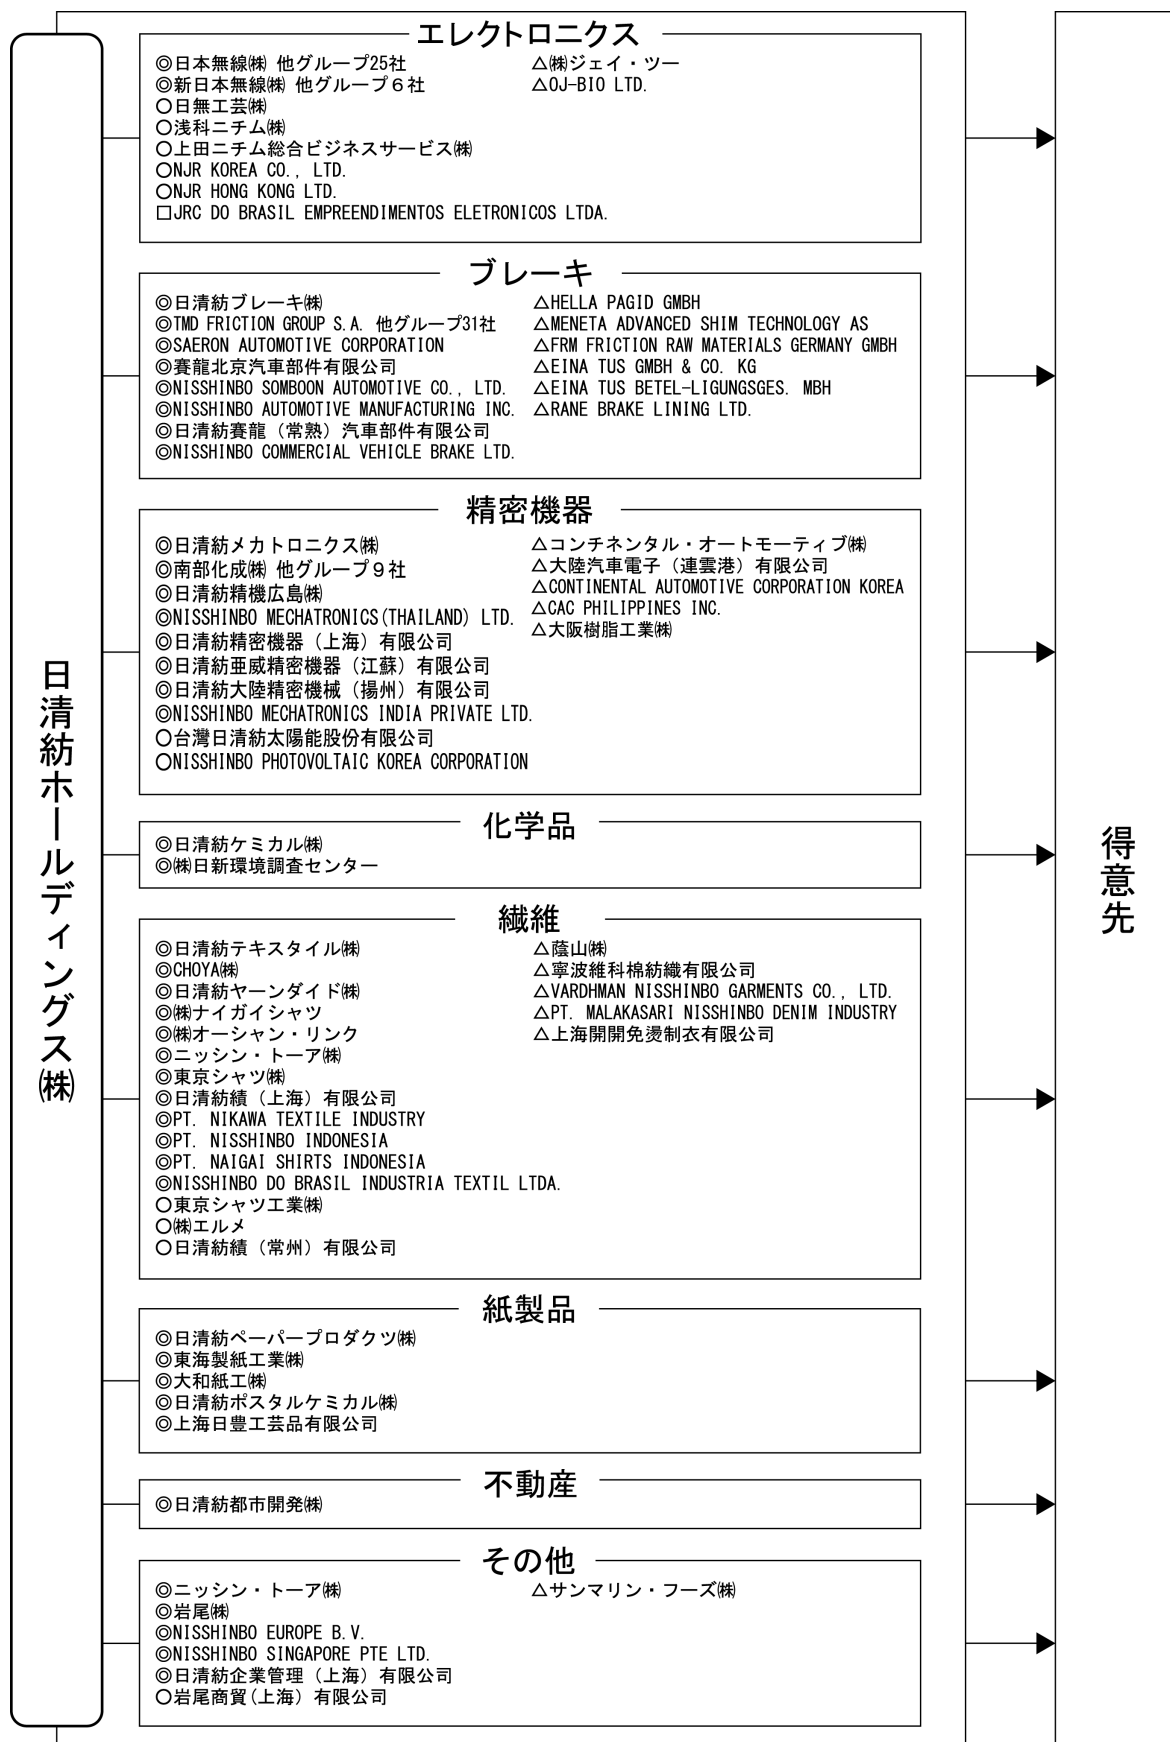 日清紡ホールディングス㈱
エレクトロニクス
◎日本無線㈱ 他グループ25社
◎新日本無線㈱ 他グループ６社
○日無工芸㈱
○浅科ニチム㈱
○上田ニチム総合ビジネスサービス㈱
○NJR KOREA CO., LTD.
○NJR HONG KONG LTD.
□JRC DO BRASIL EMPREENDIMENTOS ELETRONICOS LTDA.
△㈱ジェイ・ツー
△OJ-BIO LTD.
ブレーキ
◎日清紡ブレーキ㈱
◎TMD FRICTION GROUP S.A. 他グループ31社
◎SAERON AUTOMOTIVE CORPORATION
◎賽龍北京汽車部件有限公司
◎NISSHINBO SOMBOON AUTOMOTIVE CO., LTD.
◎NISSHINBO AUTOMOTIVE MANUFACTURING INC.
◎日清紡賽龍（常熟）汽車部件有限公司
◎NISSHINBO COMMERCIAL VEHICLE BRAKE LTD.
△HELLA PAGID GMBH
△MENETA ADVANCED SHIM TECHNOLOGY AS
△FRM FRICTION RAW MATERIALS GERMANY GMBH
△EINA TUS GMBH & CO. KG
△EINA TUS BETEL-LIGUNGSGES. MBH
△RANE BRAKE LINING LTD.
精密機器
◎日清紡メカトロニクス㈱
◎南部化成㈱ 他グループ９社
◎日清紡精機広島㈱
◎NISSHINBO MECHATRONICS(THAILAND) LTD.
◎日清紡精密機器（上海）有限公司
◎日清紡亜威精密機器（江蘇）有限公司
◎日清紡大陸精密機械（揚州）有限公司
◎NISSHINBO MECHATRONICS INDIA PRIVATE LTD.
○台灣日清紡太陽能股份有限公司
○NISSHINBO PHOTOVOLTAIC KOREA CORPORATION
△コンチネンタル・オートモーティブ㈱
△大陸汽車電子（連雲港）有限公司
△CONTINENTAL AUTOMOTIVE CORPORATION KOREA
△CAC PHILIPPINES INC.
△大阪樹脂工業㈱
化学品
◎日清紡ケミカル㈱
◎㈱日新環境調査センター
繊維
◎日清紡テキスタイル㈱
◎CHOYA㈱
◎日清紡ヤーンダイド㈱
◎㈱ナイガイシャツ
◎㈱オーシャン・リンク
◎ニッシン・トーア㈱
◎東京シャツ㈱
◎日清紡績（上海）有限公司
◎PT. NIKAWA TEXTILE INDUSTRY
◎PT. NISSHINBO INDONESIA
◎PT. NAIGAI SHIRTS INDONESIA
◎NISSHINBO DO BRASIL INDUSTRIA TEXTIL LTDA.
○東京シャツ工業㈱
○㈱エルメ
○日清紡績（常州）有限公司
△蔭山㈱
△寧波維科棉紡織有限公司
△VARDHMAN NISSHINBO GARMENTS CO., LTD.
△PT. MALAKASARI NISSHINBO DENIM INDUSTRY
△上海開開免燙制衣有限公司
紙製品
◎日清紡ペーパープロダクツ㈱
◎東海製紙工業㈱
◎大和紙工㈱
◎日清紡ポスタルケミカル㈱
◎上海日豊工芸品有限公司
不動産
◎日清紡都市開発㈱
その他
◎ニッシン・トーア㈱
◎岩尾㈱
◎NISSHINBO EUROPE B.V.
◎NISSHINBO SINGAPORE PTE LTD.
◎日清紡企業管理（上海）有限公司
○岩尾商貿(上海）有限公司
△サンマリン・フーズ㈱
得意先